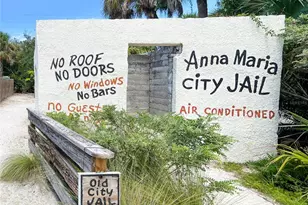 NO ROOF
NO DOORS
No Windows
No Bars
no Guest
Anna Maria
CiTY JAiL
AiR CONDiTiONED
OLd
CiTY
JAIL